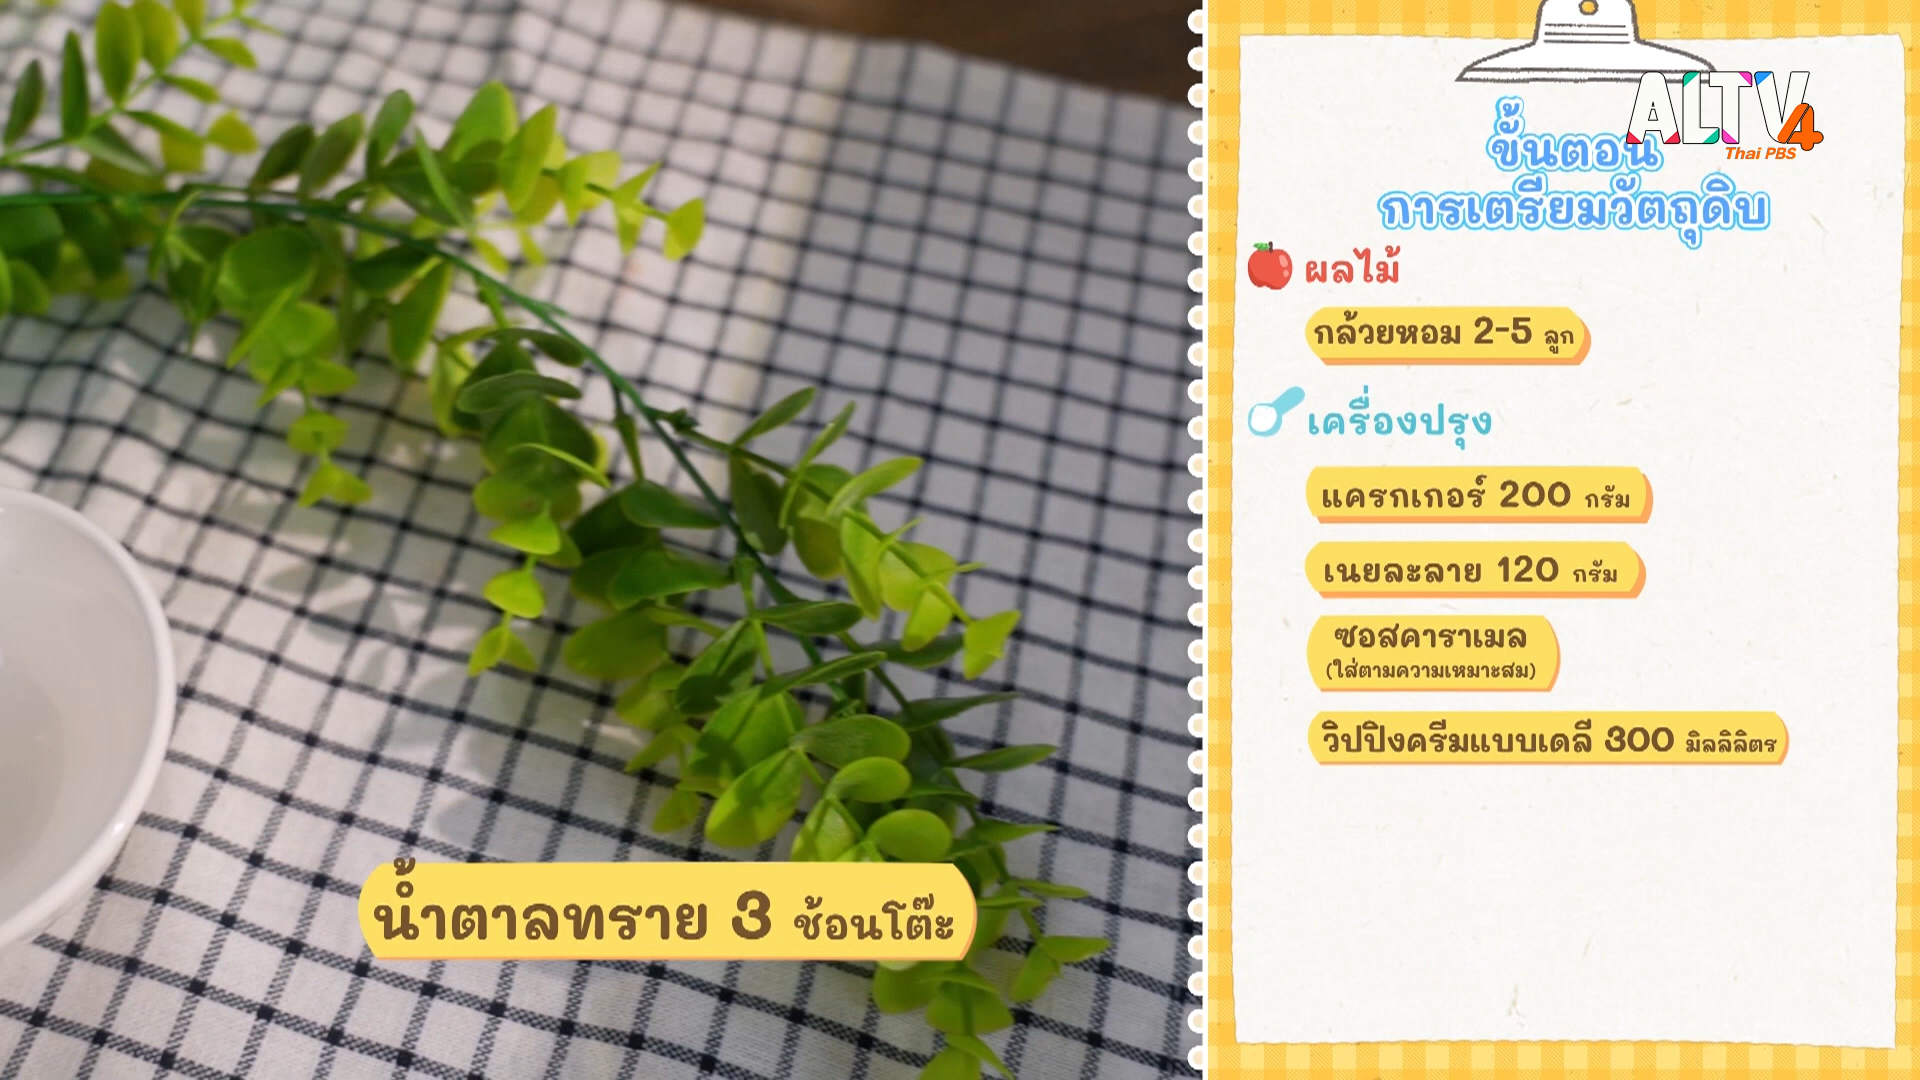 ALTV4
Thai PBS
ขั้นตอน
การเตรียมวัตถุดิบ
ผลไม้
กล้วยหอม 2-5 ลูก
เครื่องปรุง
แครกเกอร์ 200 กรัม
เนยละลาย 120 กรัม
ซอสคาราเมล
(ใส่ตามความเหมาะสม)
วิปปิงครีมแบบเดลี 300 มิลลิลิตร
น้ำตาลทราย 3 ช้อนโต๊ะ